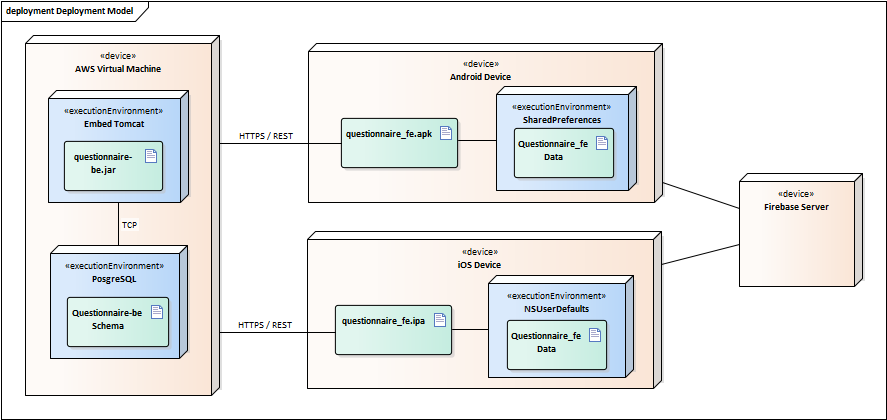 deployment Deployment Model
«device»
AWS Virtual Machine
«executionEnvironment»
Embed Tomcat
questionnaire-
be.jar
TCP
«executionEnvironment»
PosgreSQL
Questionnaire-be
Schema
HTTPS / REST
HTTPS / REST
«device»
Android Device
questionnaire_fe.apk
«executionEnvironment»
SharedPreferences
Questionnaire_fe
Data
«device»
iOS Device
questionnaire_fe.ipa
«executionEnvironment»
NSUserDefaults
Questionnaire_fe
Data
«device»
Firebase Server